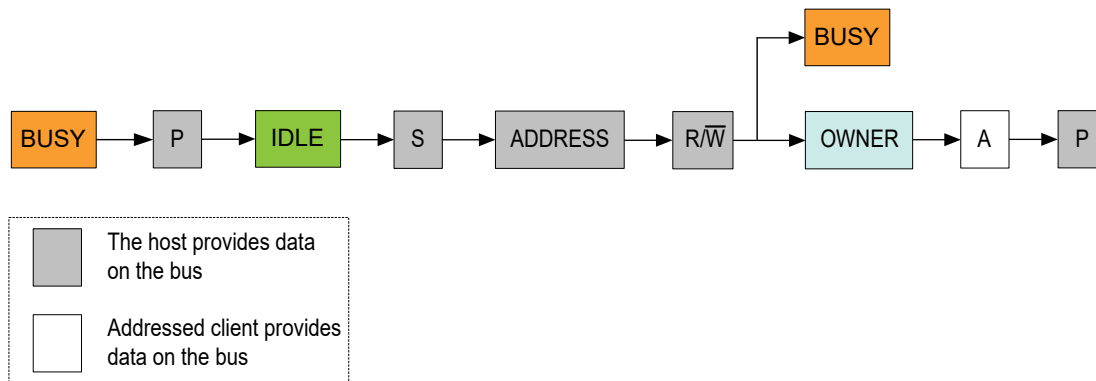 BUSY
BUSY
P
IDLE
S
ADDRESS
R/W̅
OWNER
A
P
The host provides data
on the bus
Addressed client provides
data on the bus